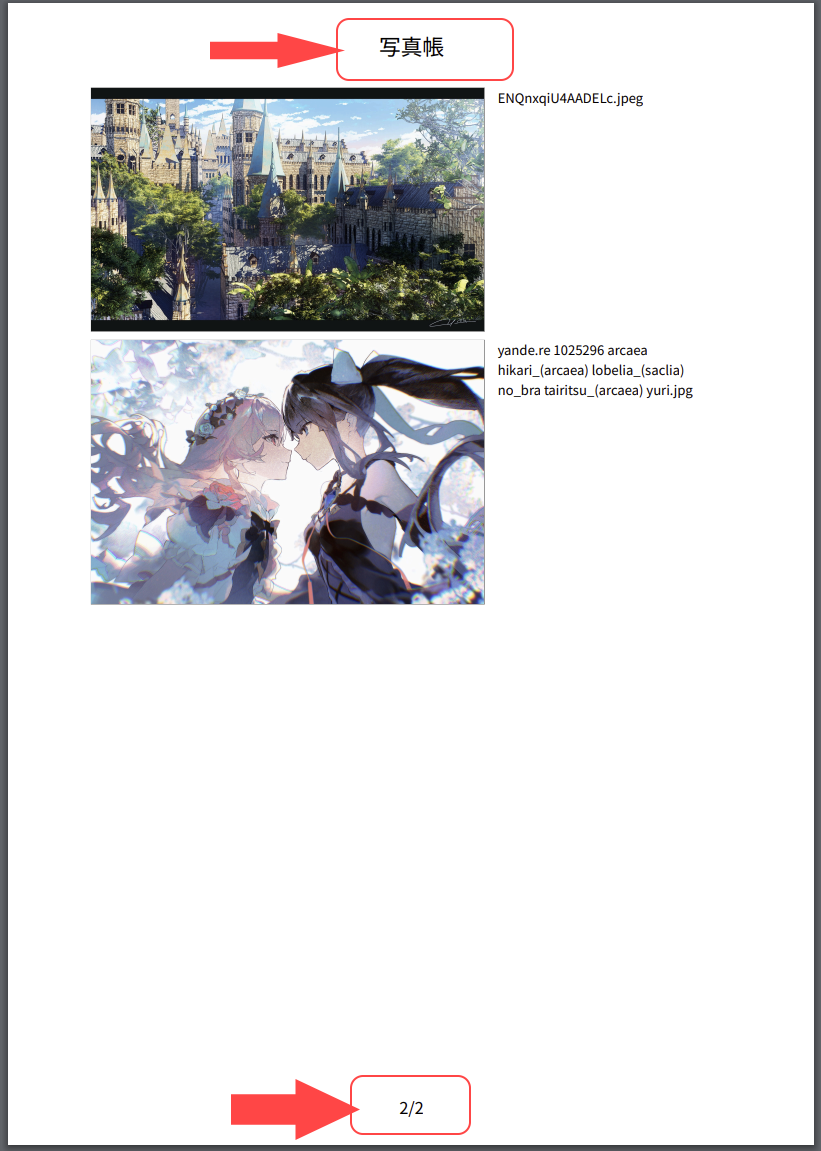 写真帳
ENQnxqiU4AADELc.jpeg
yande.re 1025296 arcaea
hikari_(arcaea) lobelia_(saclia)
no_bra tairitsu_(arcaea) yuri.jpg
2/2